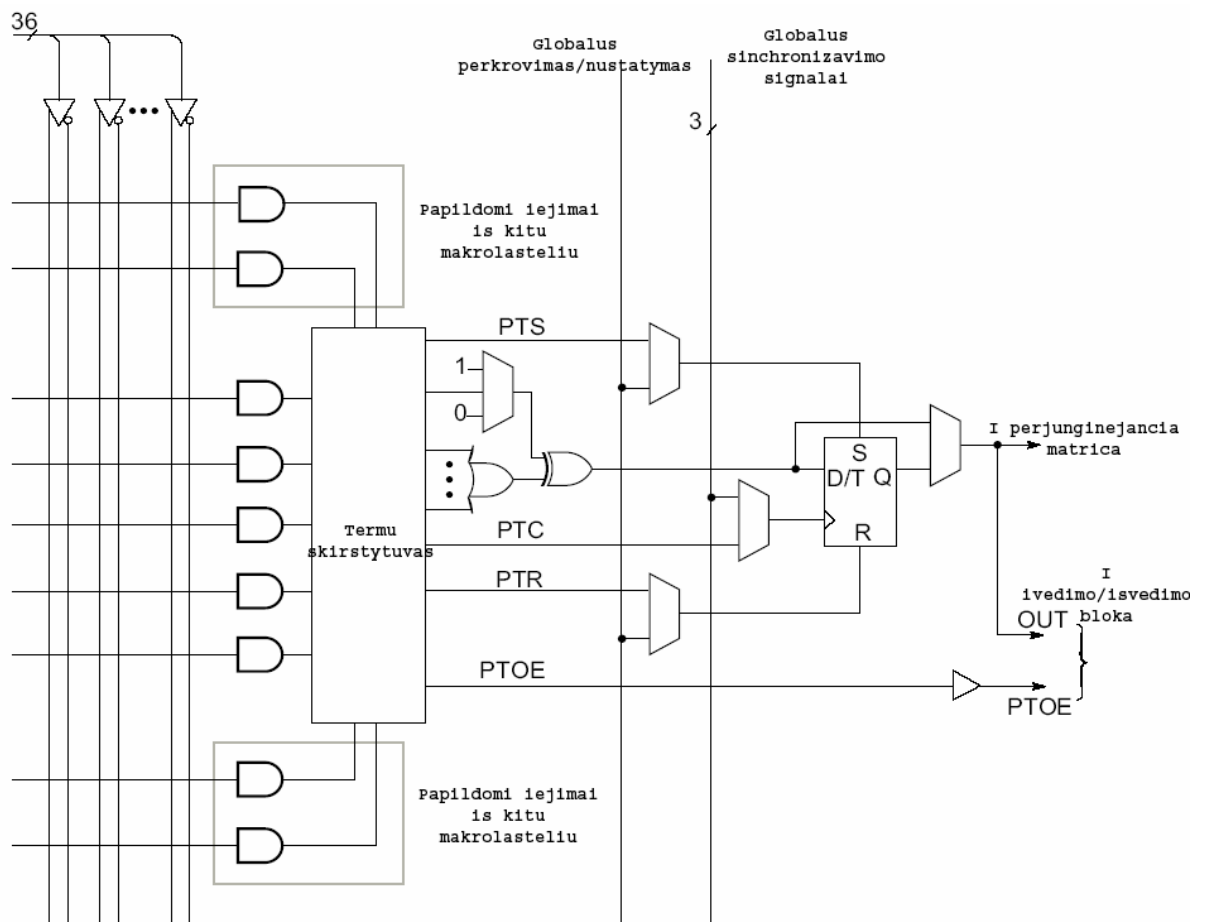 36
Globalus
perkrovimas/nustatymas
Globalus
sinchronizavimo
signalai
3
Papildomi iejimai
is kitu
makrolasteliu
PTS
1
0
I perjunginejancia
matrica
S
D/T Q
R
Termu
skirstytuvas
PTC
PTR
I
ivedimo/isvedimo
bloka
OUT
PTOE
PTOE
Papildomi iejimai
is kitu
makrolasteliu